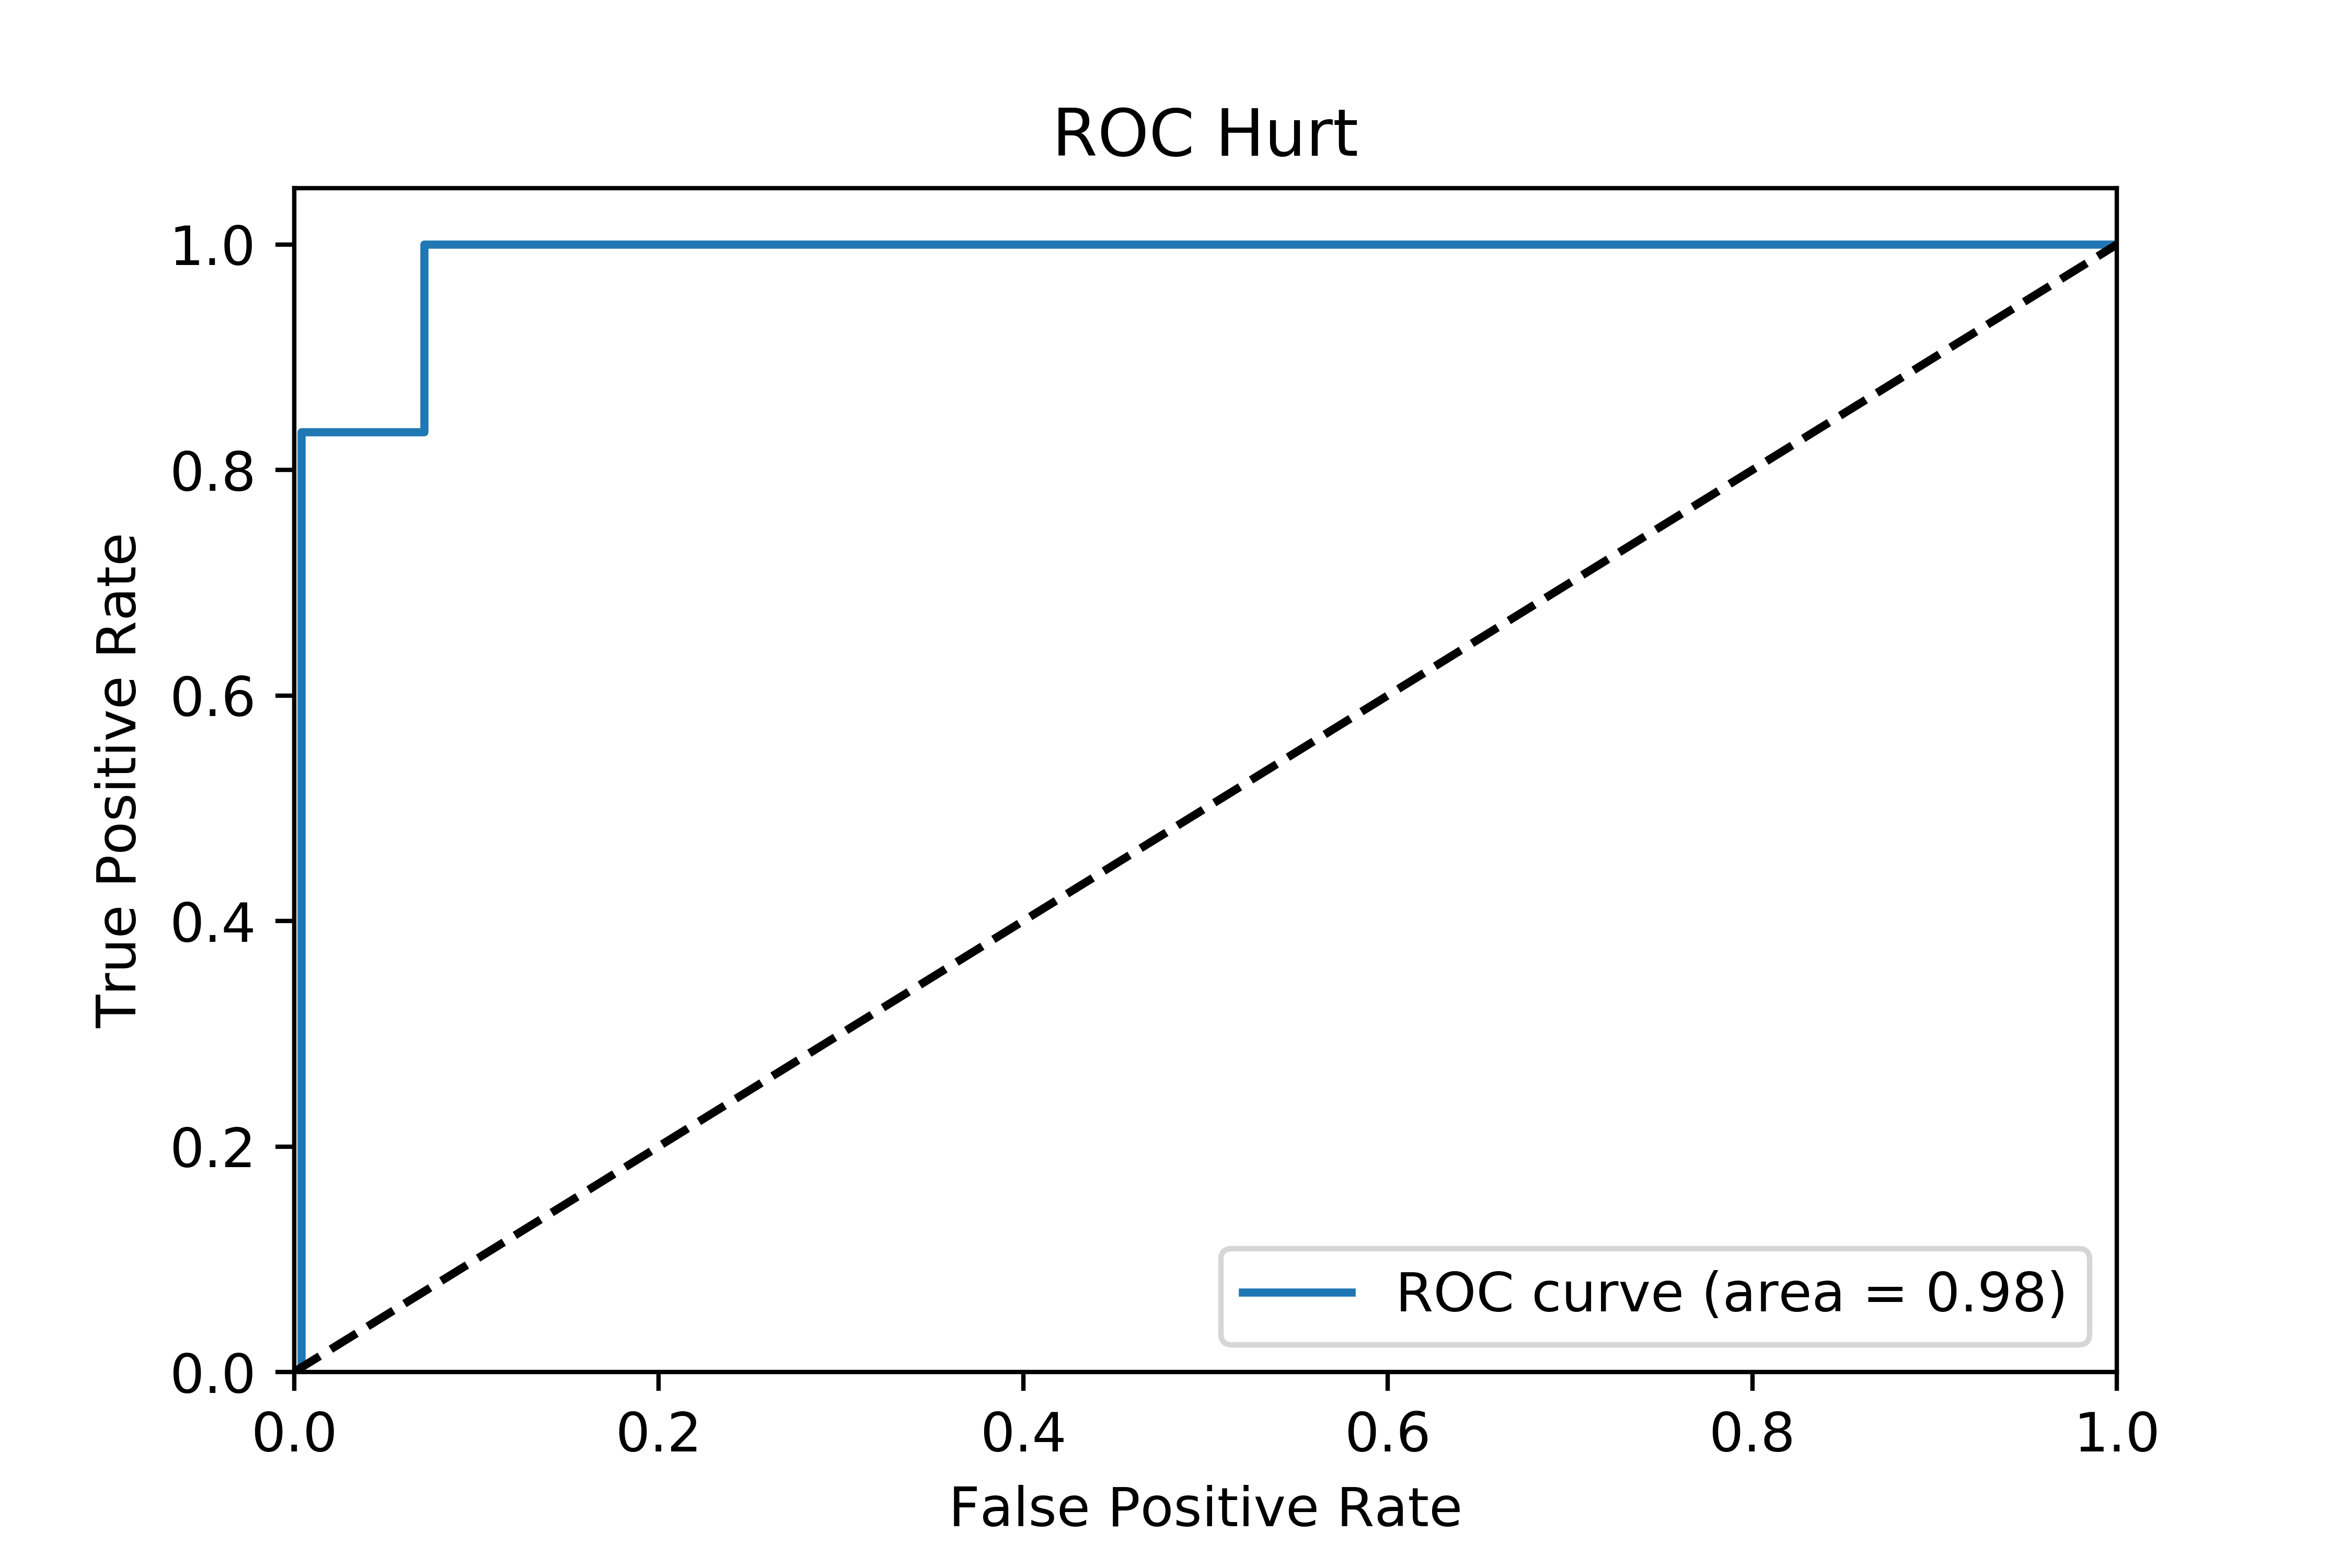 ROC Hurt
1.0
0.8
0.6
0.4
0.2
0.0
True Positive Rate
ROC curve (area = 0.98)
0.0 0.2 0.4 0.6 0.8 1.0
False Positive Rate